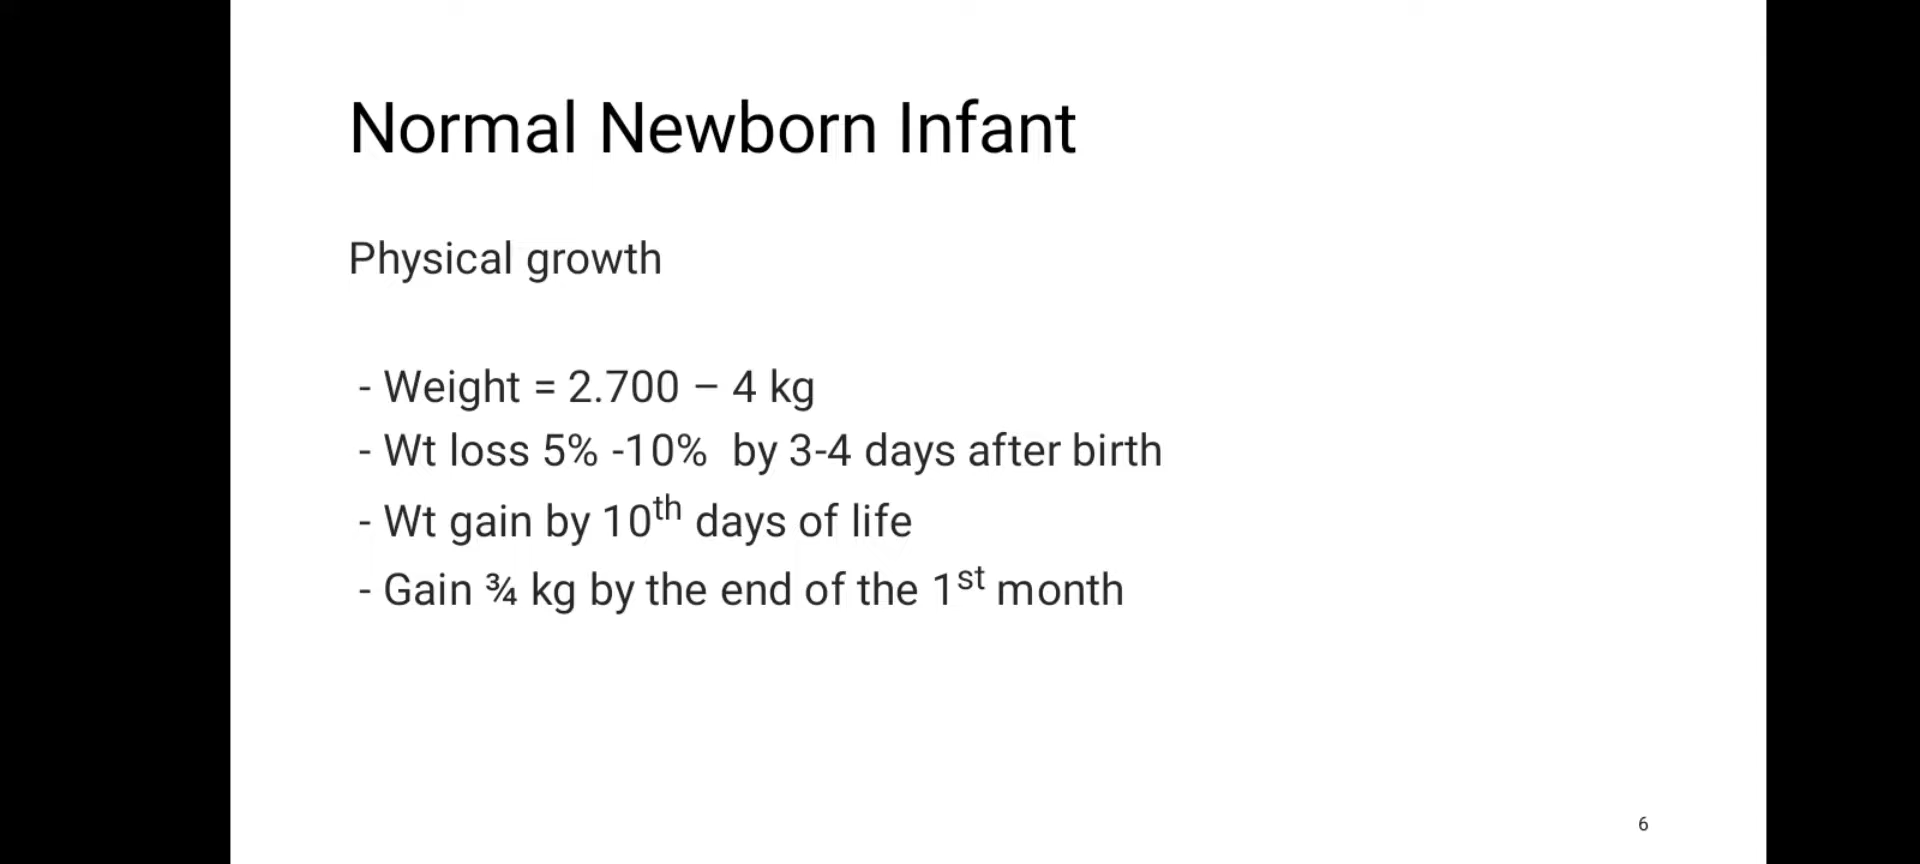 Normal Newborn Infant
Physical growth
- Weight = 2.700 – 4 kg
- Wt loss 5% -10%  by 3-4 days after birth
- Wt gain by 10th days of life
- Gain ¾ kg by the end of the 1st month
6